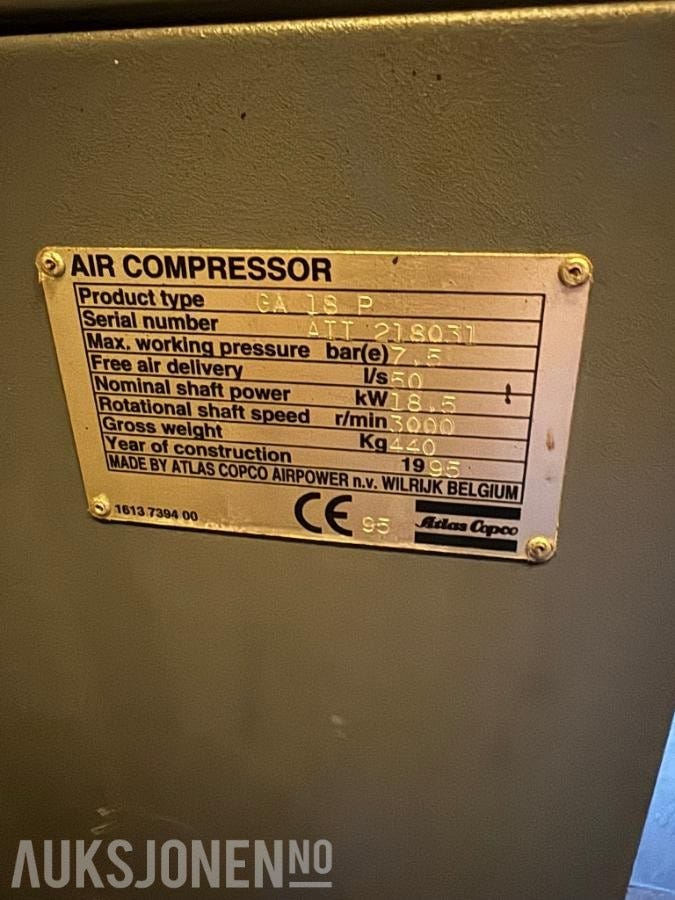 AIR COMPRESSOR
Product type GA 18 P
Serial number ATT 218031
Max. working pressure bar(e) 7.5
Free air delivery l/s 50
Nominal shaft power kW 18.5
Rotational shaft speed r/min 3000
Gross weight Kg 440
Year of construction 19 95
MADE BY ATLAS COPCO AIRPOWER n.v. WILRIJK BELGIUM
1613 7394 00 CE 95 Atlas Copco
AUKSJONEN.NO